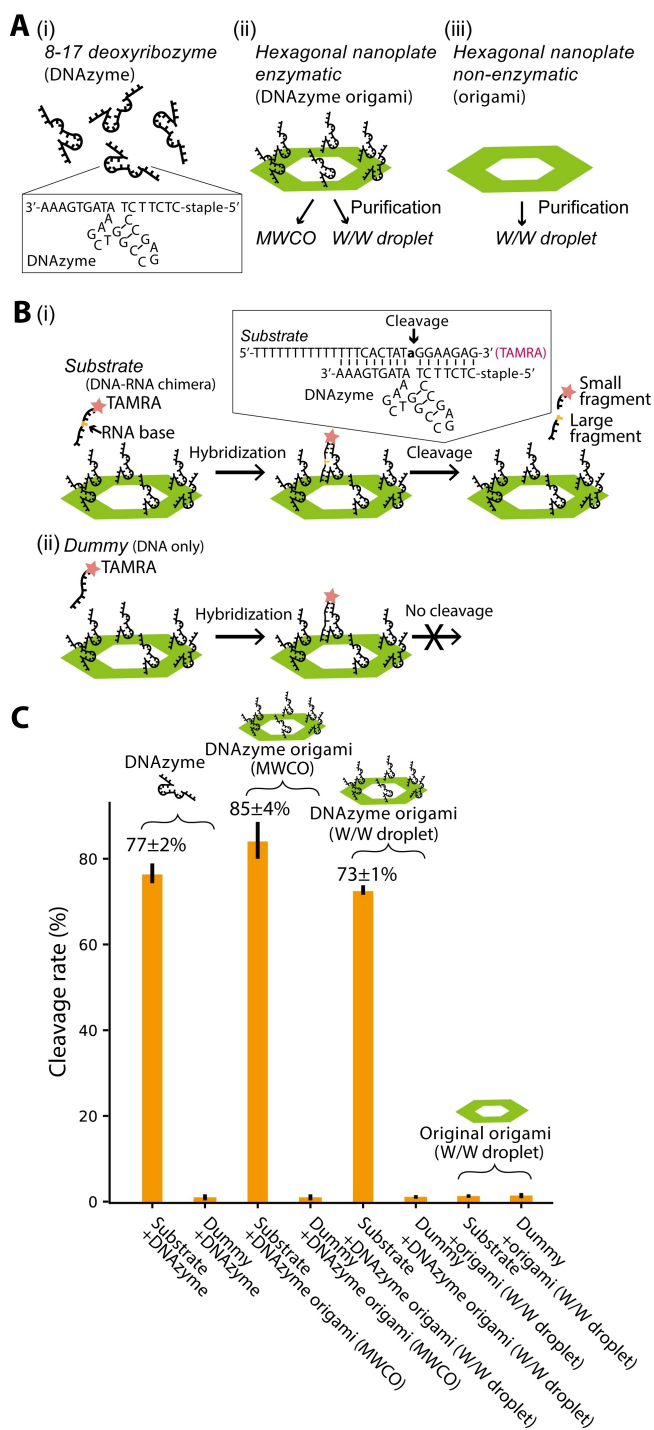 A (i)
8-17 deoxyribozyme
(DNAzyme)
3’-AAAGTGATA TCTTCTC-staple-5’
A C
A C
G G
A C T G C G
G A
C C
DNAzyme
(ii)
Hexagonal nanoplate
enzymatic
(DNAzyme origami)
Purification
MWCO W/W droplet
(iii)
Hexagonal nanoplate
non-enzymatic
(origami)
Purification
W/W droplet
B (i)
Substrate
(DNA-RNA chimera)
TAMRA
RNA base
Hybridization
Cleavage
Substrate
5’-TTTTTTTTTTTTTTTCACTATaGGAAGAG-3’ (TAMRA)
3’-AAAGTGATA TCTTCTC-staple-5’
DNAzyme
Cleavage
Small
fragment
Large
fragment
(ii) Dummy (DNA only)
TAMRA
Hybridization
No cleavage
C
DNAzyme
DNAzyme origami
(MWCO)
DNAzyme origami
(W/W droplet)
Original origami
(W/W droplet)
77±2%
85±4%
73±1%
Cleavage rate (%)
80
60
40
20
0
Substrate
+DNAzyme
Dummy
+DNAzyme
Substrate
+DNAzyme origami (MWCO)
Dummy
+DNAzyme origami (MWCO)
Substrate
+DNAzyme origami (W/W droplet)
Dummy
+DNAzyme origami (W/W droplet)
Substrate
+origami (W/W droplet)
Dummy
+origami (W/W droplet)